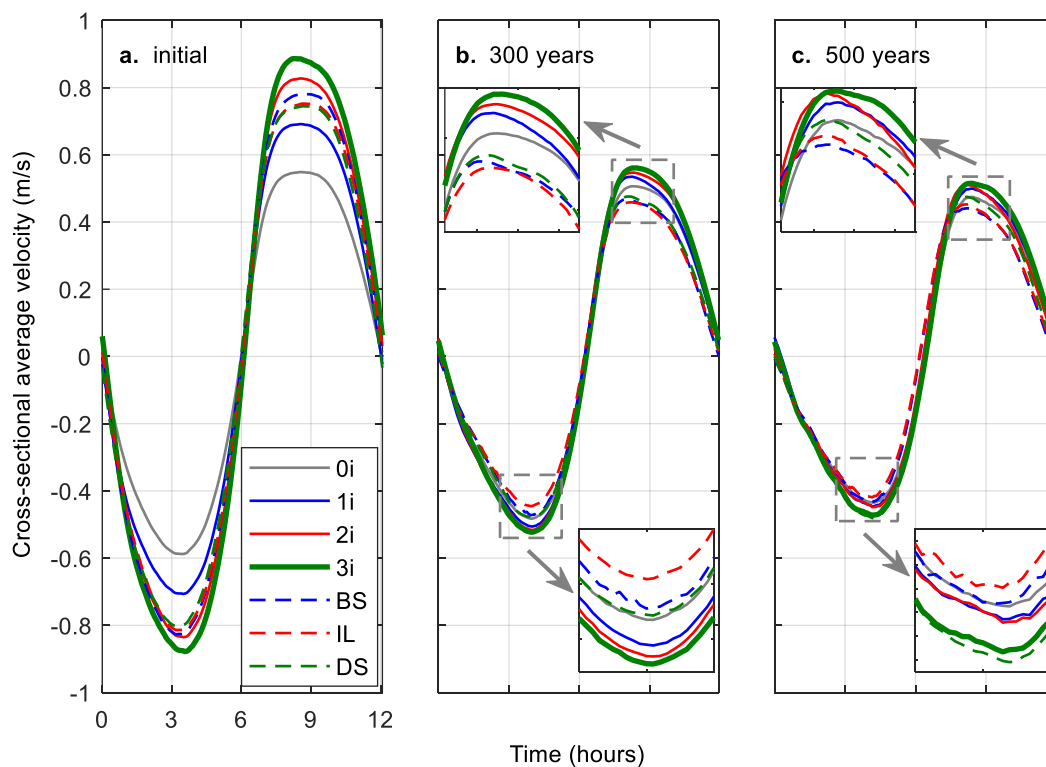 a. initial
b. 300 years
c. 500 years
1
0.8
0.6
0.4
0.2
0
-0.2
-0.4
-0.6
-0.8
-1
Cross-sectional average velocity (m/s)
0i
1i
2i
3i
BS
IL
DS
0 3 6 9 12
Time (hours)